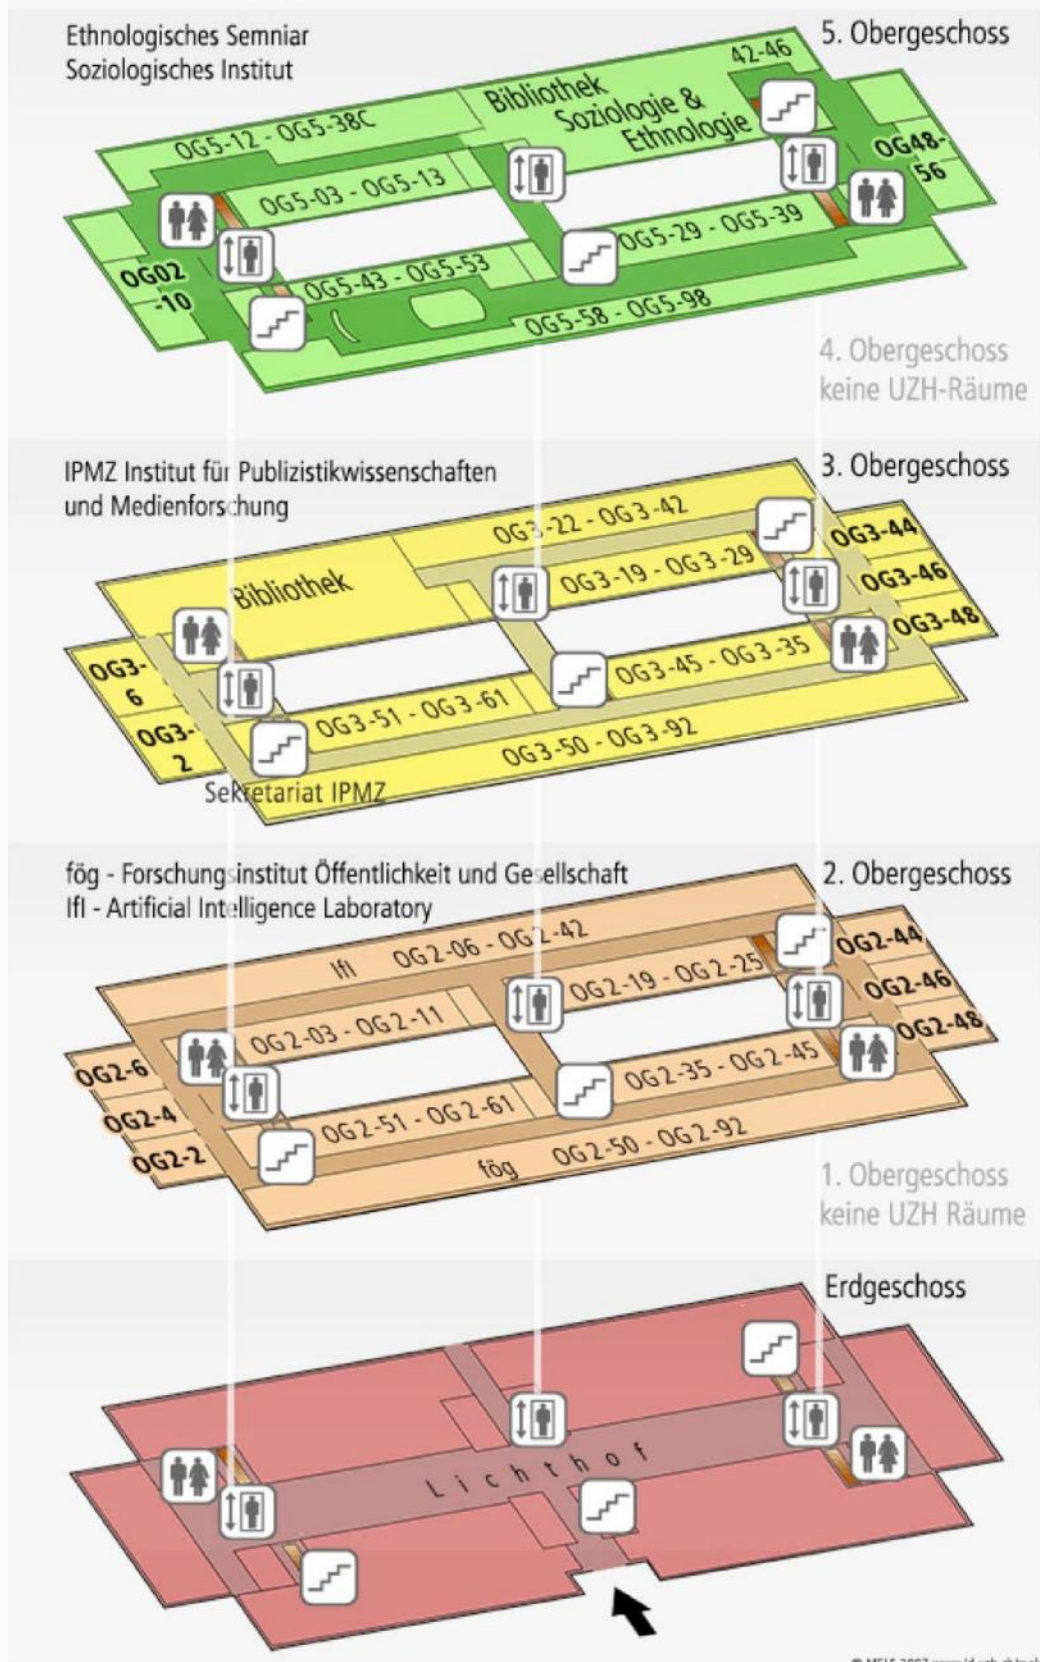 Ethnologisches Semniar
Soziologisches Institut
5. Obergeschoss
42-46
Bibliothek
Soziologie &
Ethnologie
OG5-12 - OG5-38C
OG5-03 - OG5-13
OG48-
56
OG5-29 - OG5-39
OG02
-10
OG5-43 - OG5-53
OG5-58 - OG5-98
4. Obergeschoss
keine UZH-Räume
IPMZ Institut für Publizistikwissenschaften
und Medienforschung
3. Obergeschoss
OG3-22 - OG3-42
OG3-44
OG3-19 - OG3-29
OG3-46
Bibliothek
OG3-48
OG3-45 - OG3-35
OG3-
6
OG3-51 - OG3-61
OG3-
2
OG3-50 - OG3-92
Sekretariat IPMZ
fög - Forschungsinstitut Öffentlichkeit und Gesellschaft
IfI - Artificial Intelligence Laboratory
2. Obergeschoss
IfI OG2-06 - OG2-42
OG2-44
OG2-19 - OG2-25
OG2-46
OG2-03 - OG2-11
OG2-48
OG2-35 - OG2-45
OG2-6
OG2-4
OG2-51 - OG2-61
OG2-2
fög OG2-50 - OG2-92
1. Obergeschoss
keine UZH Räume
Erdgeschoss
Lichthof